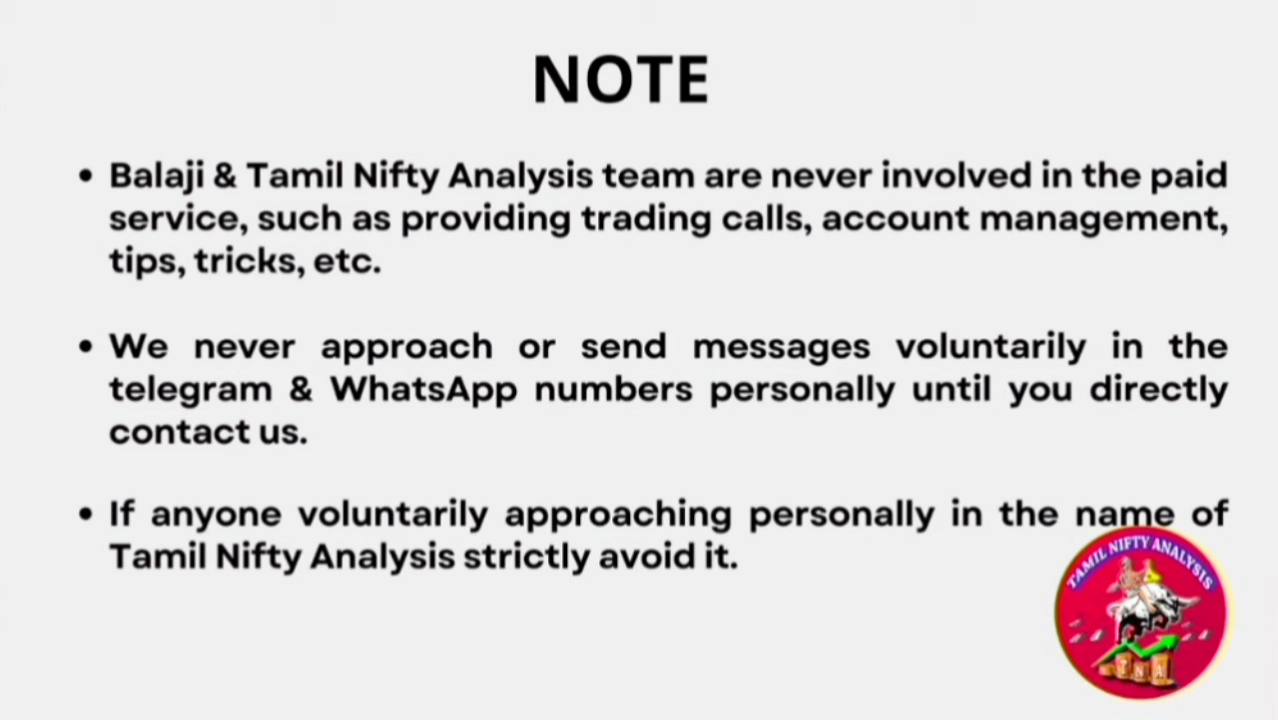 NOTE
• Balaji & Tamil Nifty Analysis team are never involved in the paid
service, such as providing trading calls, account management,
tips, tricks, etc.
• We never approach or send messages voluntarily in the
telegram & WhatsApp numbers personally until you directly
contact us.
• If anyone voluntarily approaching personally in the name of
Tamil Nifty Analysis strictly avoid it.
TAMIL NIFTY ANALYSIS
TNA